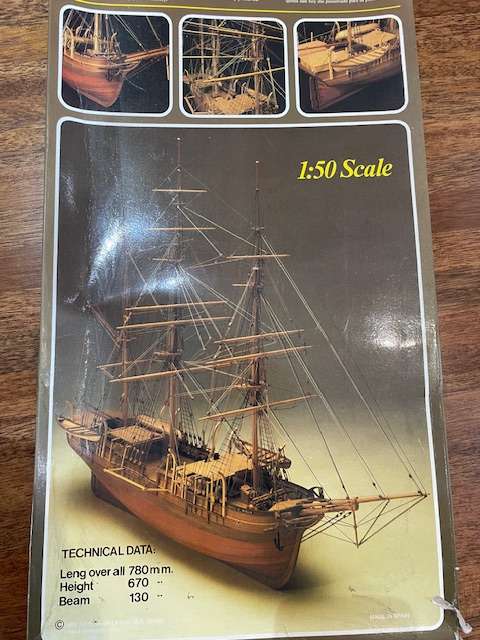 1:50 Scale
TECHNICAL DATA:
Leng over all 780 m m.
Height 670 "
Beam 130 "
©
MADE IN SPAIN